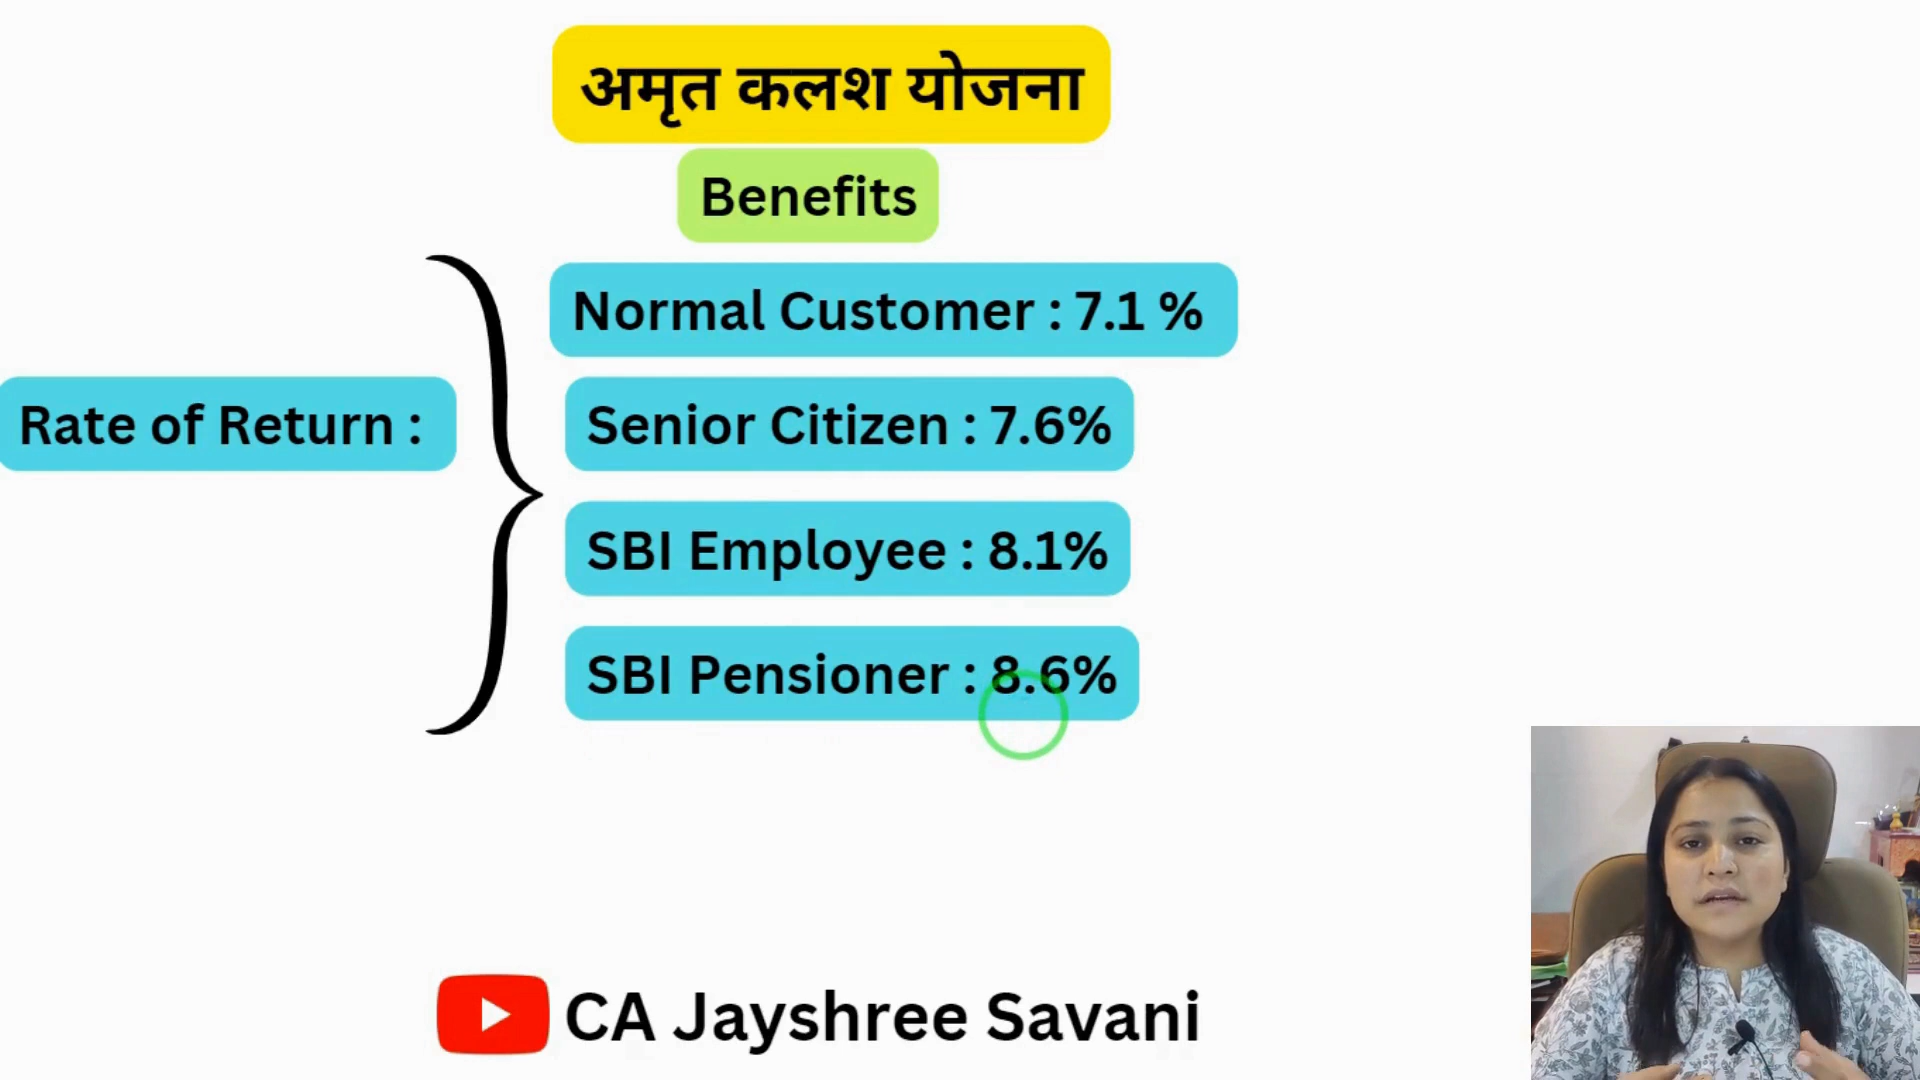 अमृत कलश योजना
Benefits
Normal Customer : 7.1 %
Rate of Return :
Senior Citizen : 7.6%
SBI Employee : 8.1%
SBI Pensioner : 8.6%
CA Jayshree Savani